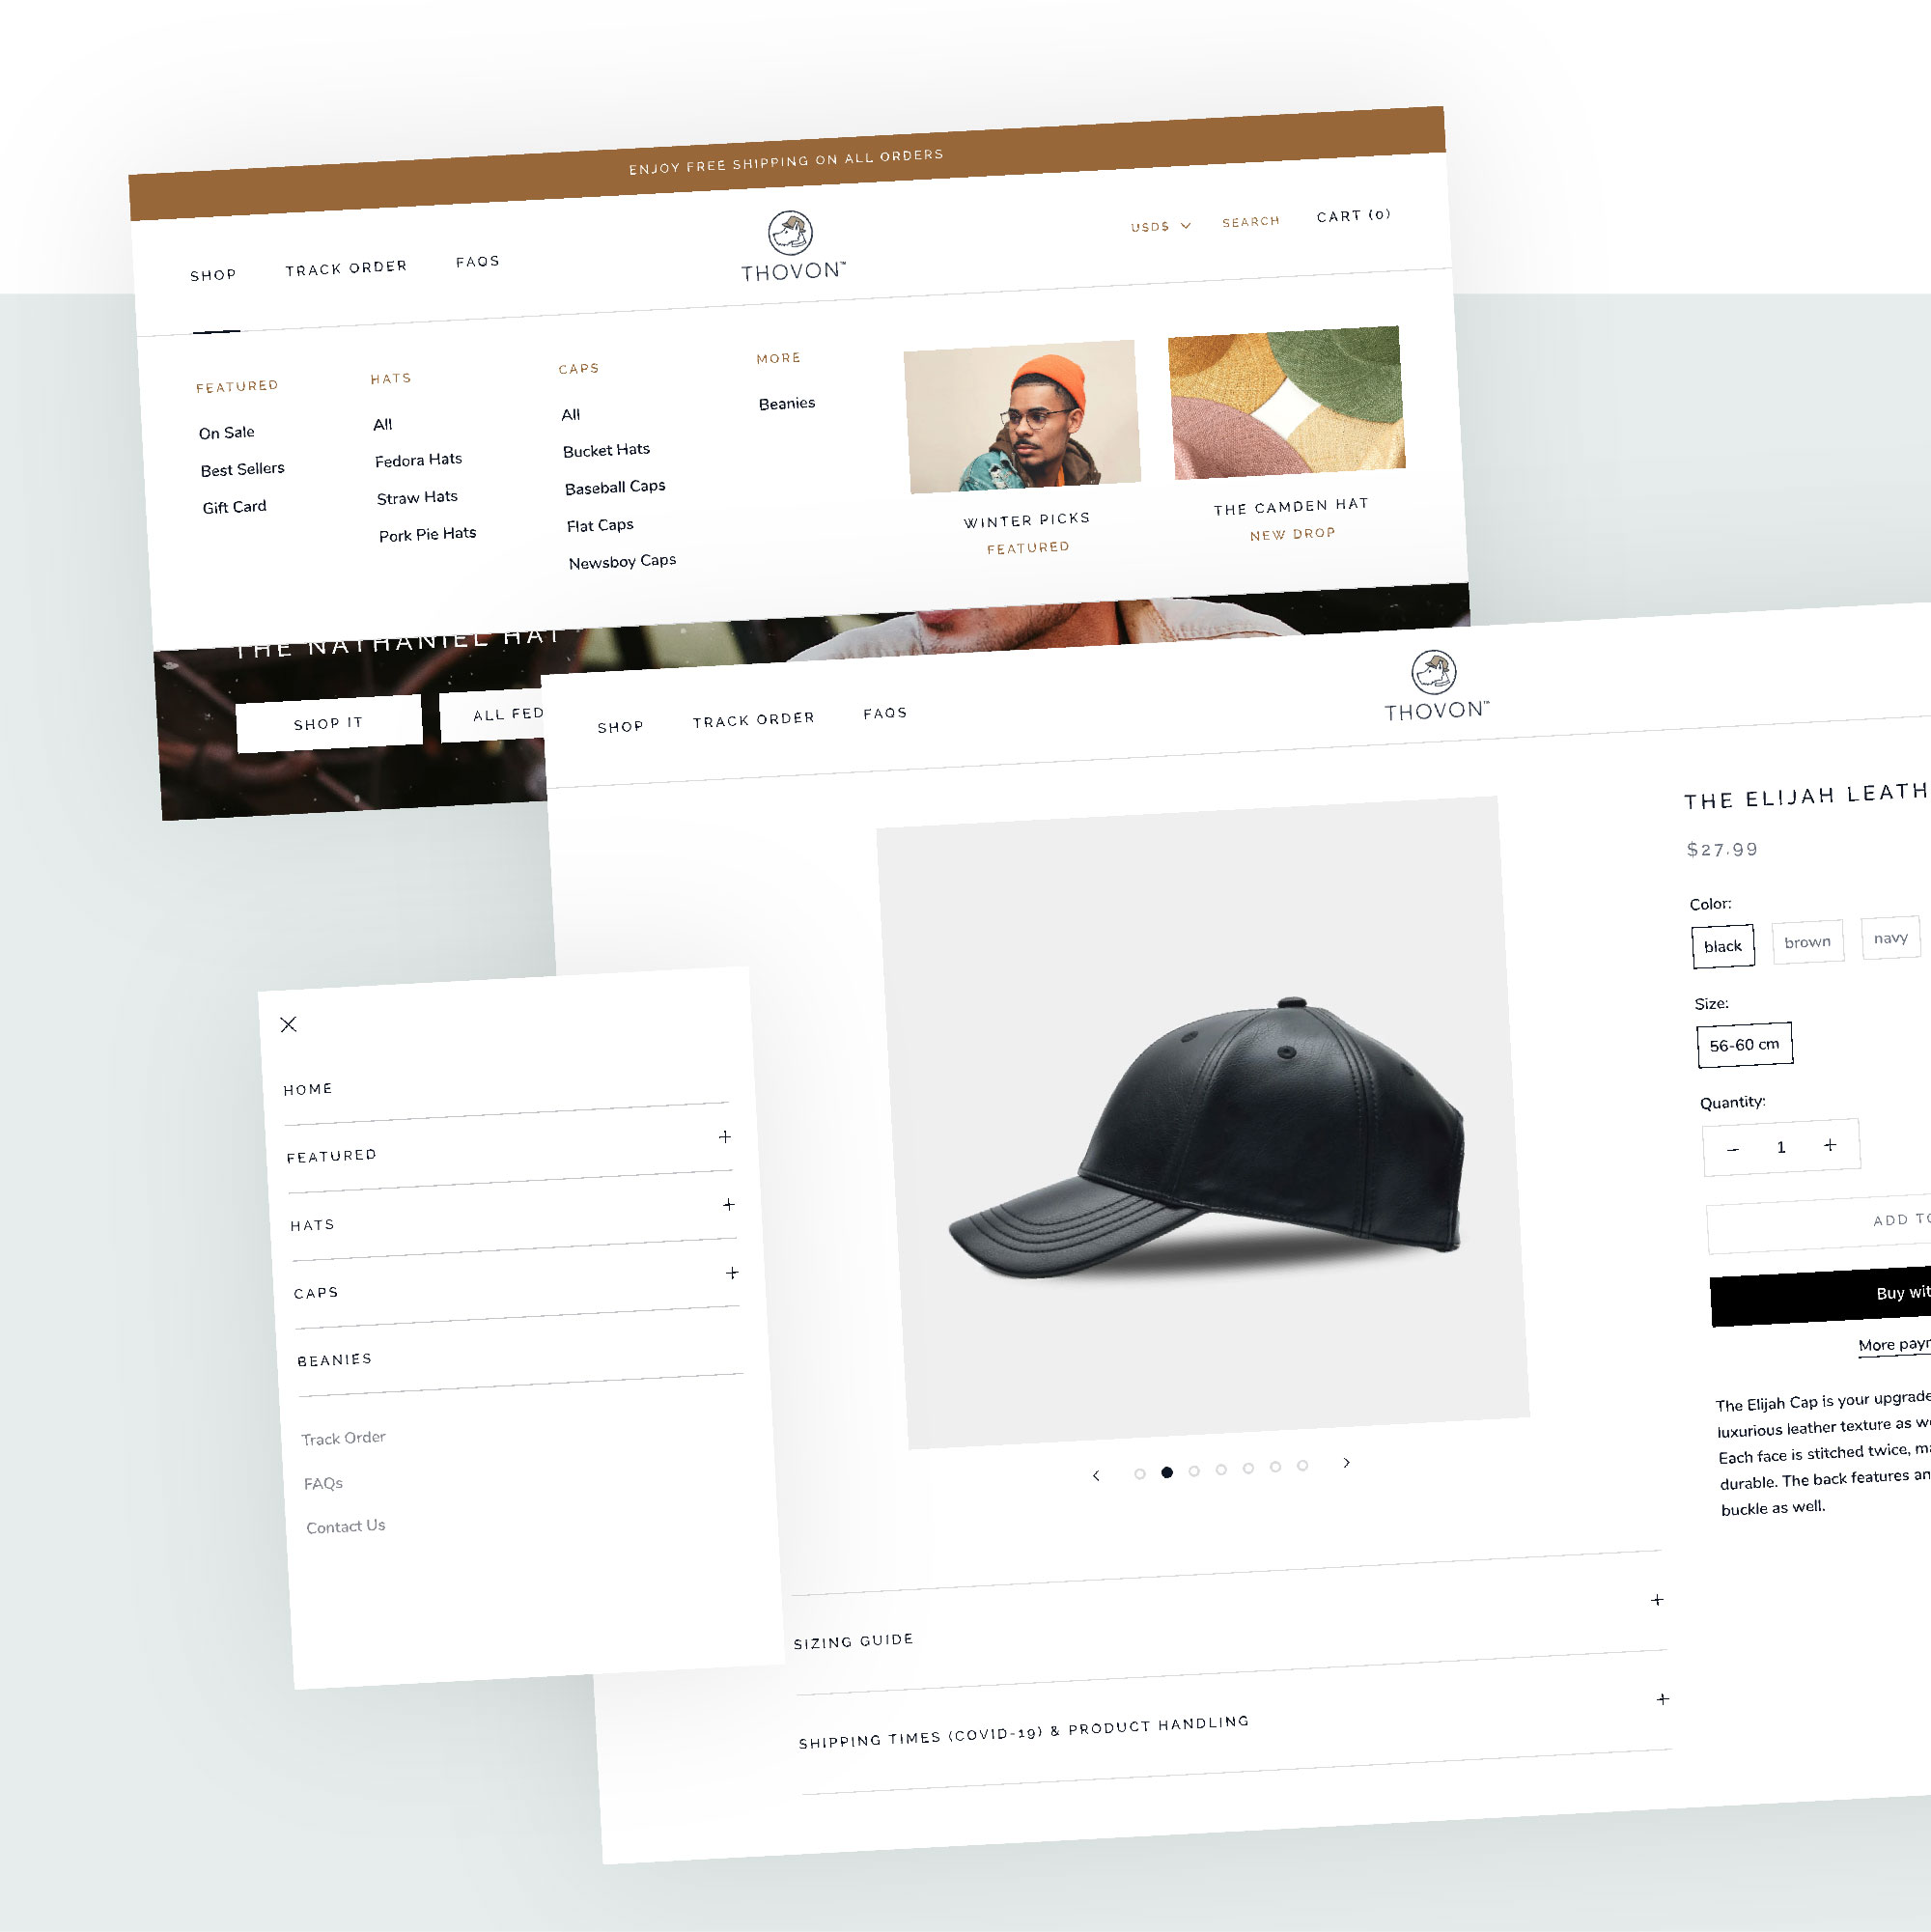 ENJOY FREE SHIPPING ON ALL ORDERS
SHOP
TRACK ORDER
FAQS
THOVON™
USD$
SEARCH
CART (0)
FEATURED
On Sale
Best Sellers
Gift Card
HATS
All
Fedora Hats
Straw Hats
Pork Pie Hats
CAPS
All
Bucket Hats
Baseball Caps
Flat Caps
Newsboy Caps
MORE
Beanies
WINTER PICKS
FEATURED
THE CAMDEN HAT
NEW DROP
THE NATHANIEL HAT
SHOP IT
ALL FED
SHOP
TRACK ORDER
FAQS
THOVON™
THE ELIJAH LEATH
$27.99
Color:
black
brown
navy
Size:
56-60 cm
Quantity:
− 1 +
ADD TO
Buy wit
More payn
The Elijah Cap is your upgrade
luxurious leather texture as we
Each face is stitched twice, ma
durable. The back features an
buckle as well.
SIZING GUIDE
SHIPPING TIMES (COVID-19) & PRODUCT HANDLING
HOME
FEATURED
HATS
CAPS
BEANIES
Track Order
FAQs
Contact Us